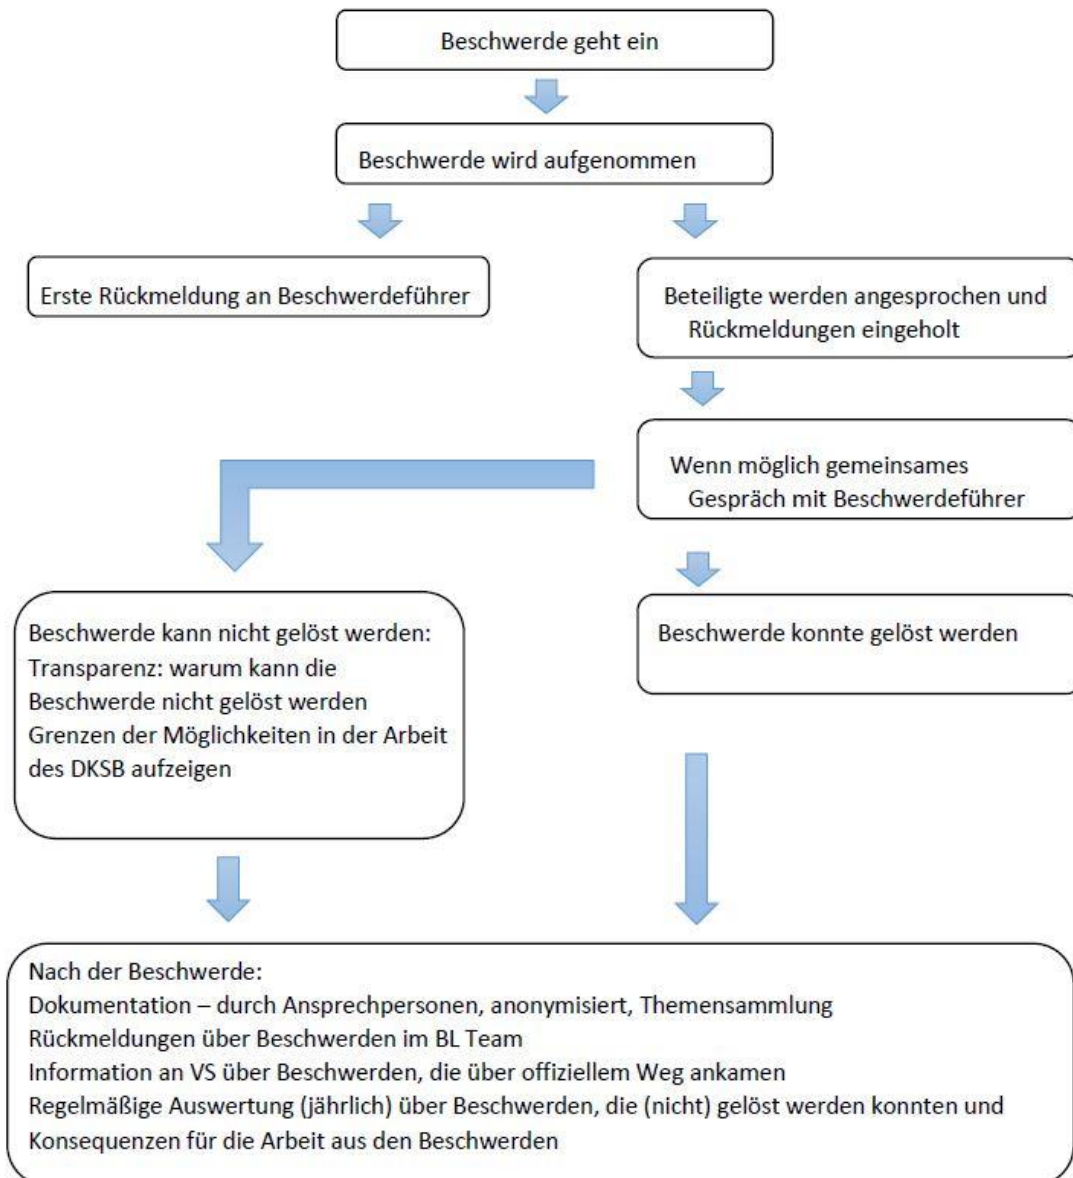 Beschwerde geht ein
Beschwerde wird aufgenommen
Erste Rückmeldung an Beschwerdeführer
Beteiligte werden angesprochen und
Rückmeldungen eingeholt
Wenn möglich gemeinsames
Gespräch mit Beschwerdeführer
Beschwerde kann nicht gelöst werden:
Transparenz: warum kann die
Beschwerde nicht gelöst werden
Grenzen der Möglichkeiten in der Arbeit
des DKSB aufzeigen
Beschwerde konnte gelöst werden
Nach der Beschwerde:
Dokumentation – durch Ansprechpersonen, anonymisiert, Themensammlung
Rückmeldungen über Beschwerden im BL Team
Information an VS über Beschwerden, die über offiziellem Weg ankamen
Regelmäßige Auswertung (jährlich) über Beschwerden, die (nicht) gelöst werden konnten und
Konsequenzen für die Arbeit aus den Beschwerden